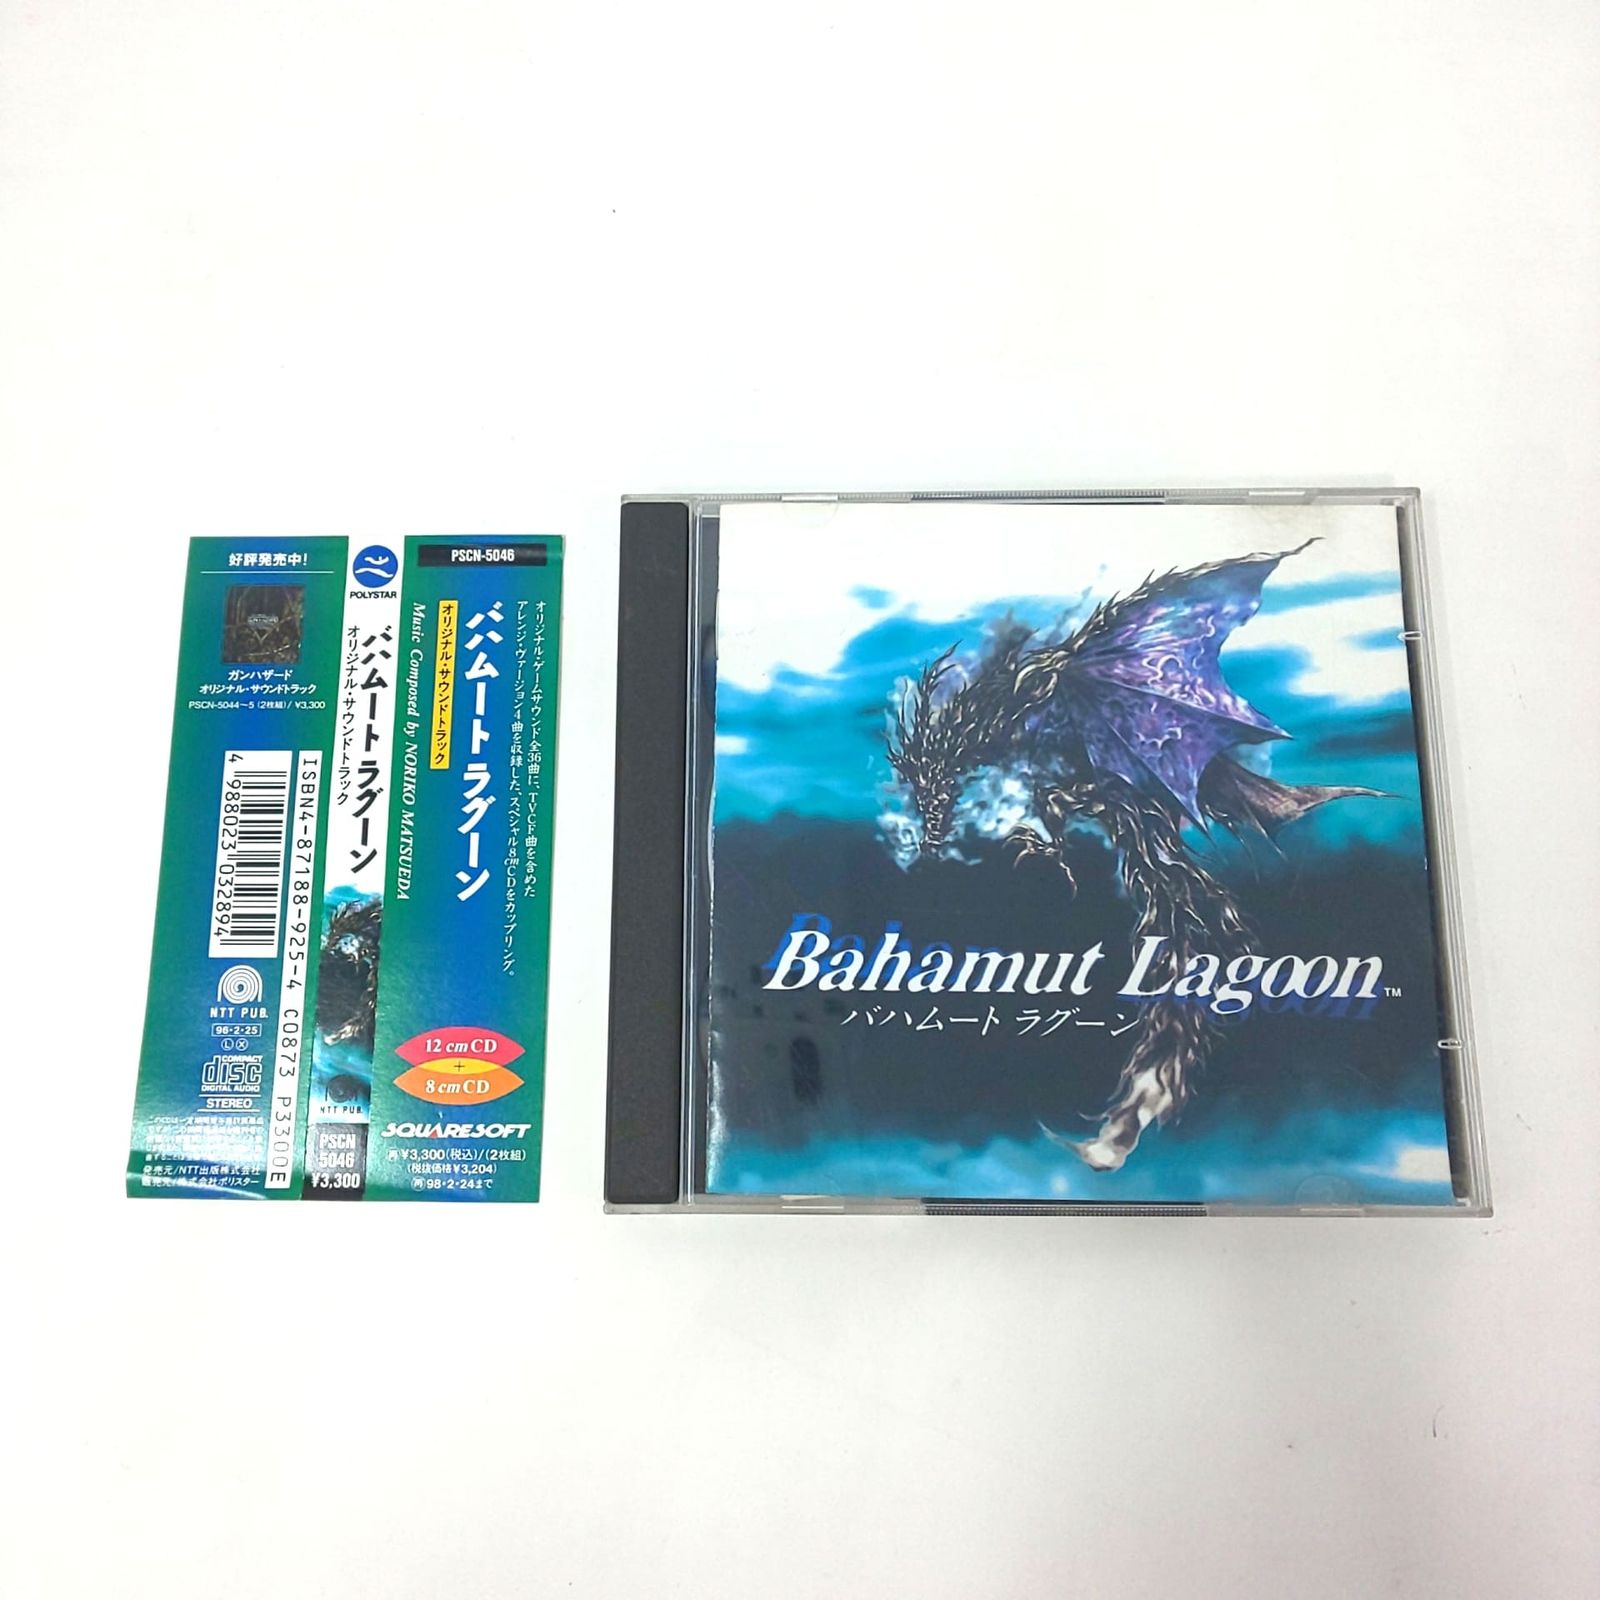 好評発売中!
ガンハザード
オリジナル・サウンドトラック
PSCN-5044〜5(2枚組)/¥3,300
4 988023 032894
ISBN4-87188-925-4 C0873 P3300E
NTT PUB.
96・2・25
Ⓛ Ⓧ
COMPACT
disc
DIGITAL AUDIO
STEREO
発売元/NTT出版株式会社
販売元/株式会社ポリスター
POLYSTAR
バハムート ラグーン
オリジナル・サウンドトラック
NTT PUB.
PSCN
5046
¥3,300
PSCN-5046
オリジナル・ゲームサウンド全36曲に、TVCF曲を含めた
アレンジ・ヴァージョン4曲を収録した、スペシャル8cmCDをカップリング。
バハムート ラグーン
オリジナル・サウンドトラック
Music Composed by NORIKO MATSUEDA
12 cm CD
+
8 cm CD
SQUARESOFT
再 ¥3,300(税込)/(2枚組)
(税抜価格¥3,204)
再 98・2・24まで
Bahamut Lagoon™
バハムート ラグーン